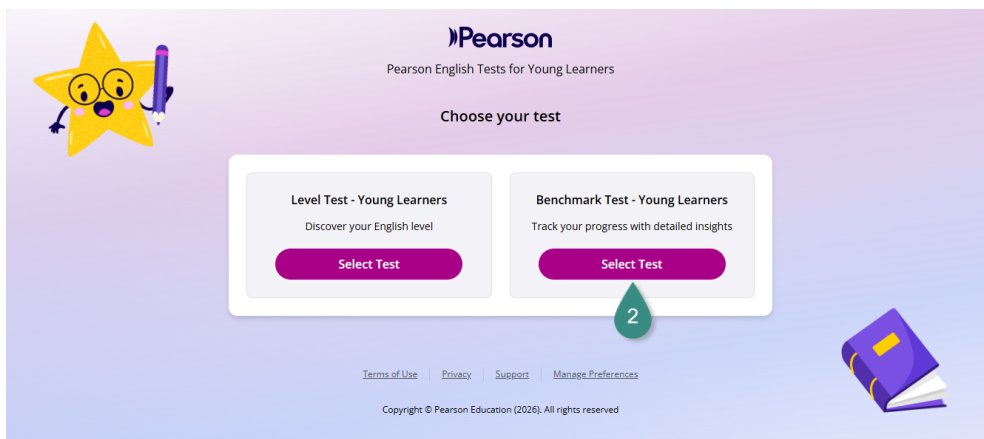 Pearson
Pearson English Tests for Young Learners
Choose your test
Level Test - Young Learners
Discover your English level
Select Test
Benchmark Test - Young Learners
Track your progress with detailed insights
Select Test
2
Terms of Use | Privacy | Support | Manage Preferences
Copyright © Pearson Education (2026). All rights reserved